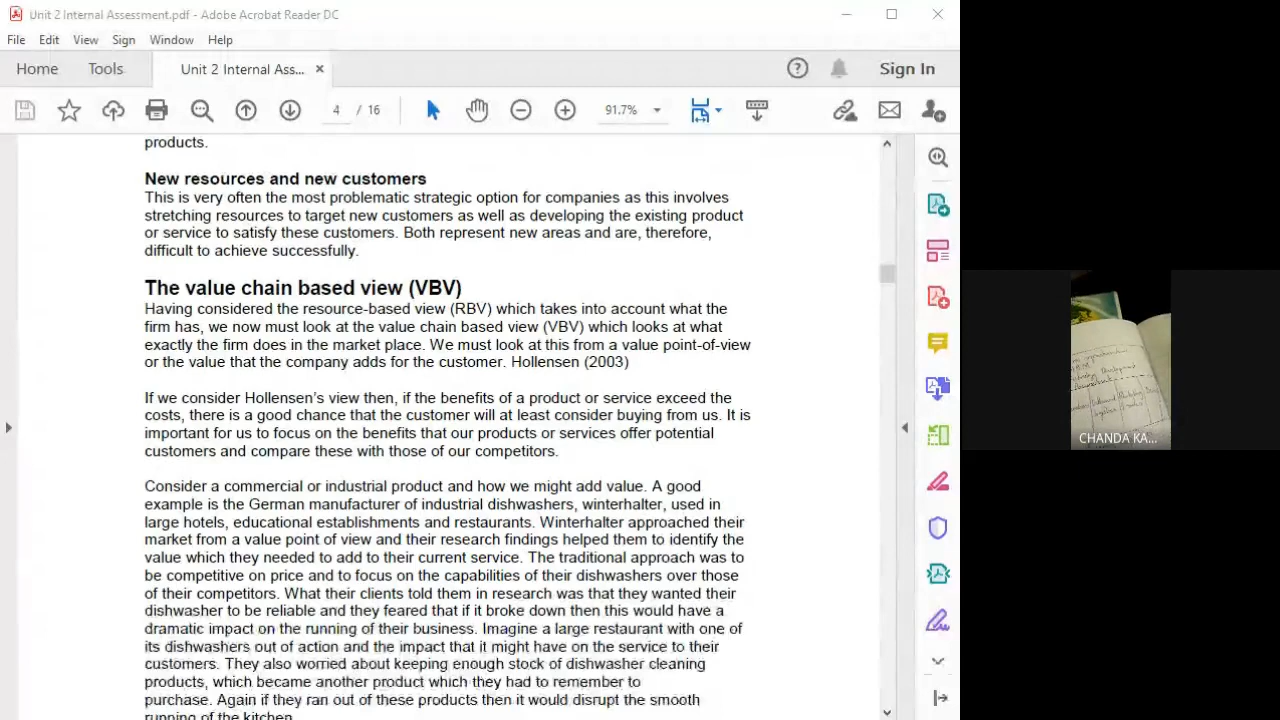 Unit 2 Internal Assessment.pdf - Adobe Acrobat Reader DC
File Edit View Sign Window Help
Home Tools Unit 2 Internal Ass... Sign In
4 / 16 91.7%
products.
New resources and new customers
This is very often the most problematic strategic option for companies as this involves
stretching resources to target new customers as well as developing the existing product
or service to satisfy these customers. Both represent new areas and are, therefore,
difficult to achieve successfully.
The value chain based view (VBV)
Having considered the resource-based view (RBV) which takes into account what the
firm has, we now must look at the value chain based view (VBV) which looks at what
exactly the firm does in the market place. We must look at this from a value point-of-view
or the value that the company adds for the customer. Hollensen (2003)
If we consider Hollensen's view then, if the benefits of a product or service exceed the
costs, there is a good chance that the customer will at least consider buying from us. It is
important for us to focus on the benefits that our products or services offer potential
customers and compare these with those of our competitors.
Consider a commercial or industrial product and how we might add value. A good
example is the German manufacturer of industrial dishwashers, winterhalter, used in
large hotels, educational establishments and restaurants. Winterhalter approached their
market from a value point of view and their research findings helped them to identify the
value which they needed to add to their current service. The traditional approach was to
be competitive on price and to focus on the capabilities of their dishwashers over those
of their competitors. What their clients told them in research was that they wanted their
dishwasher to be reliable and they feared that if it broke down then this would have a
dramatic impact on the running of their business. Imagine a large restaurant with one of
its dishwashers out of action and the impact that it might have on the service to their
customers. They also worried about keeping enough stock of dishwasher cleaning
products, which became another product which they had to remember to
purchase. Again if they ran out of these products then it would disrupt the smooth
running of the kitchen.
Development
CHANDA KA...